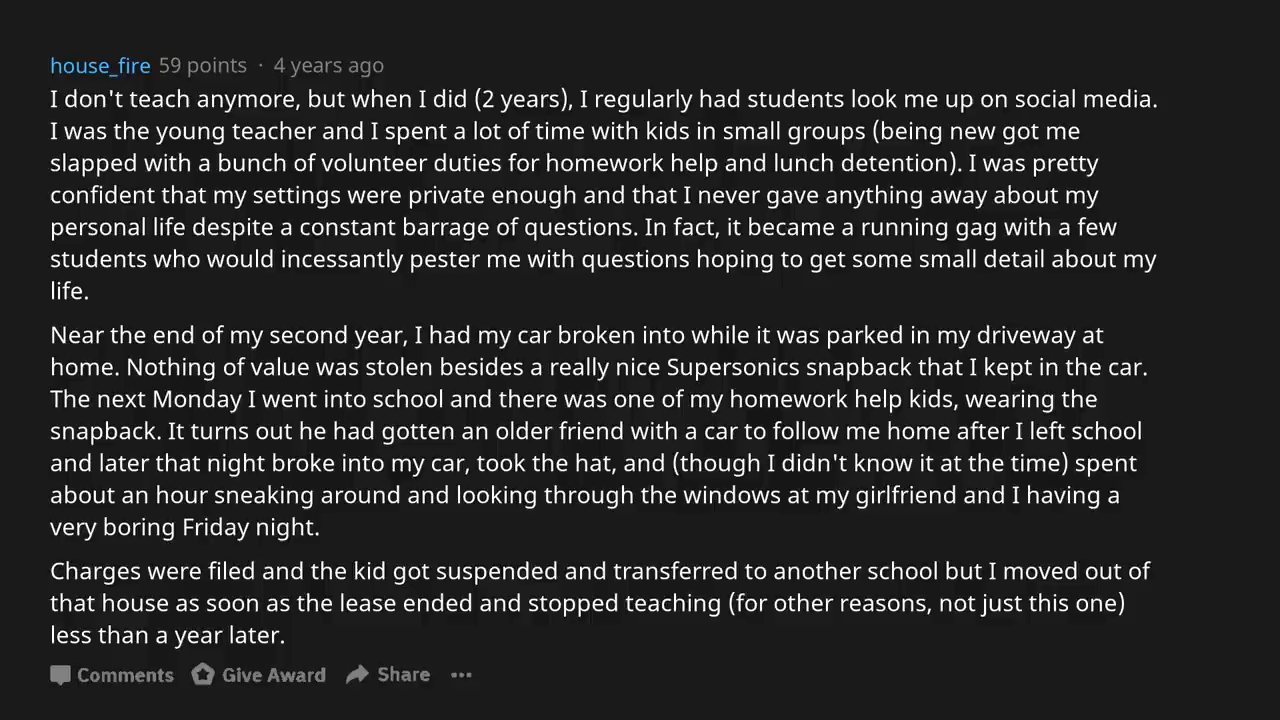 house_fire 59 points · 4 years ago
I don't teach anymore, but when I did (2 years), I regularly had students look me up on social media.
I was the young teacher and I spent a lot of time with kids in small groups (being new got me
slapped with a bunch of volunteer duties for homework help and lunch detention). I was pretty
confident that my settings were private enough and that I never gave anything away about my
personal life despite a constant barrage of questions. In fact, it became a running gag with a few
students who would incessantly pester me with questions hoping to get some small detail about my
life.
Near the end of my second year, I had my car broken into while it was parked in my driveway at
home. Nothing of value was stolen besides a really nice Supersonics snapback that I kept in the car.
The next Monday I went into school and there was one of my homework help kids, wearing the
snapback. It turns out he had gotten an older friend with a car to follow me home after I left school
and later that night broke into my car, took the hat, and (though I didn't know it at the time) spent
about an hour sneaking around and looking through the windows at my girlfriend and I having a
very boring Friday night.
Charges were filed and the kid got suspended and transferred to another school but I moved out of
that house as soon as the lease ended and stopped teaching (for other reasons, not just this one)
less than a year later.
Comments Give Award Share ···